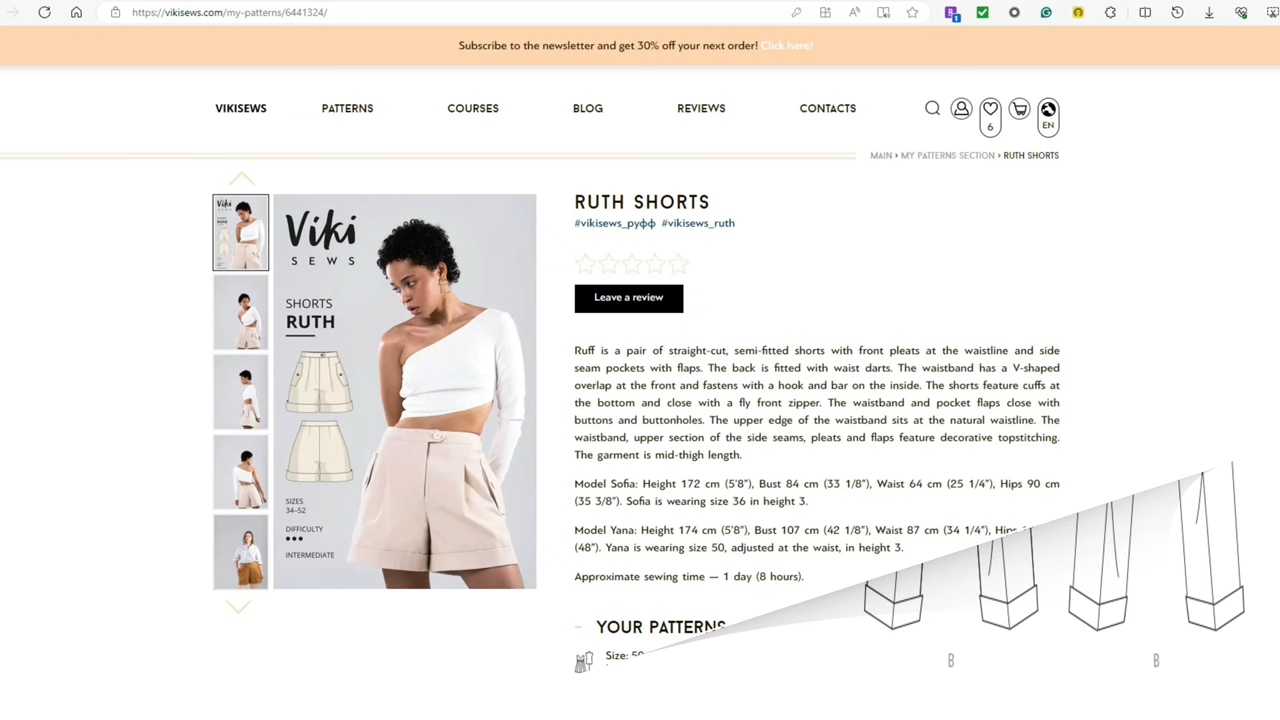 https://vikisews.com/my-patterns/6441324/
1
Subscribe to the newsletter and get 30% off your next order! Click here!
VIKISEWS PATTERNS COURSES BLOG REVIEWS CONTACTS
6
EN
MAIN › MY PATTERNS SECTION › RUTH SHORTS
Viki
SEWS
SHORTS
RUTH
SIZES
34–52
DIFFICULTY
INTERMEDIATE
RUTH SHORTS
#vikisews_руфф #vikisews_ruth
Leave a review
Ruff is a pair of straight-cut, semi-fitted shorts with front pleats at the waistline and side
seam pockets with flaps. The back is fitted with waist darts. The waistband has a V-shaped
overlap at the front and fastens with a hook and bar on the inside. The shorts feature cuffs at
the bottom and close with a fly front zipper. The waistband and pocket flaps close with
buttons and buttonholes. The upper edge of the waistband sits at the natural waistline. The
waistband, upper section of the side seams, pleats and flaps feature decorative topstitching.
The garment is mid-thigh length.
Model Sofia: Height 172 cm (5'8”), Bust 84 cm (33 1/8”), Waist 64 cm (25 1/4”), Hips 90 cm
(35 3/8”). Sofia is wearing size 36 in height 3.
Model Yana: Height 174 cm (5'8”), Bust 107 cm (42 1/8”), Waist 87 cm (34 1/4”),
(48”). Yana is wearing size 50, adjusted at the waist, in height 3.
Approximate sewing time — 1 day (8 hours).
YOUR PATTERNS
Size:
B B